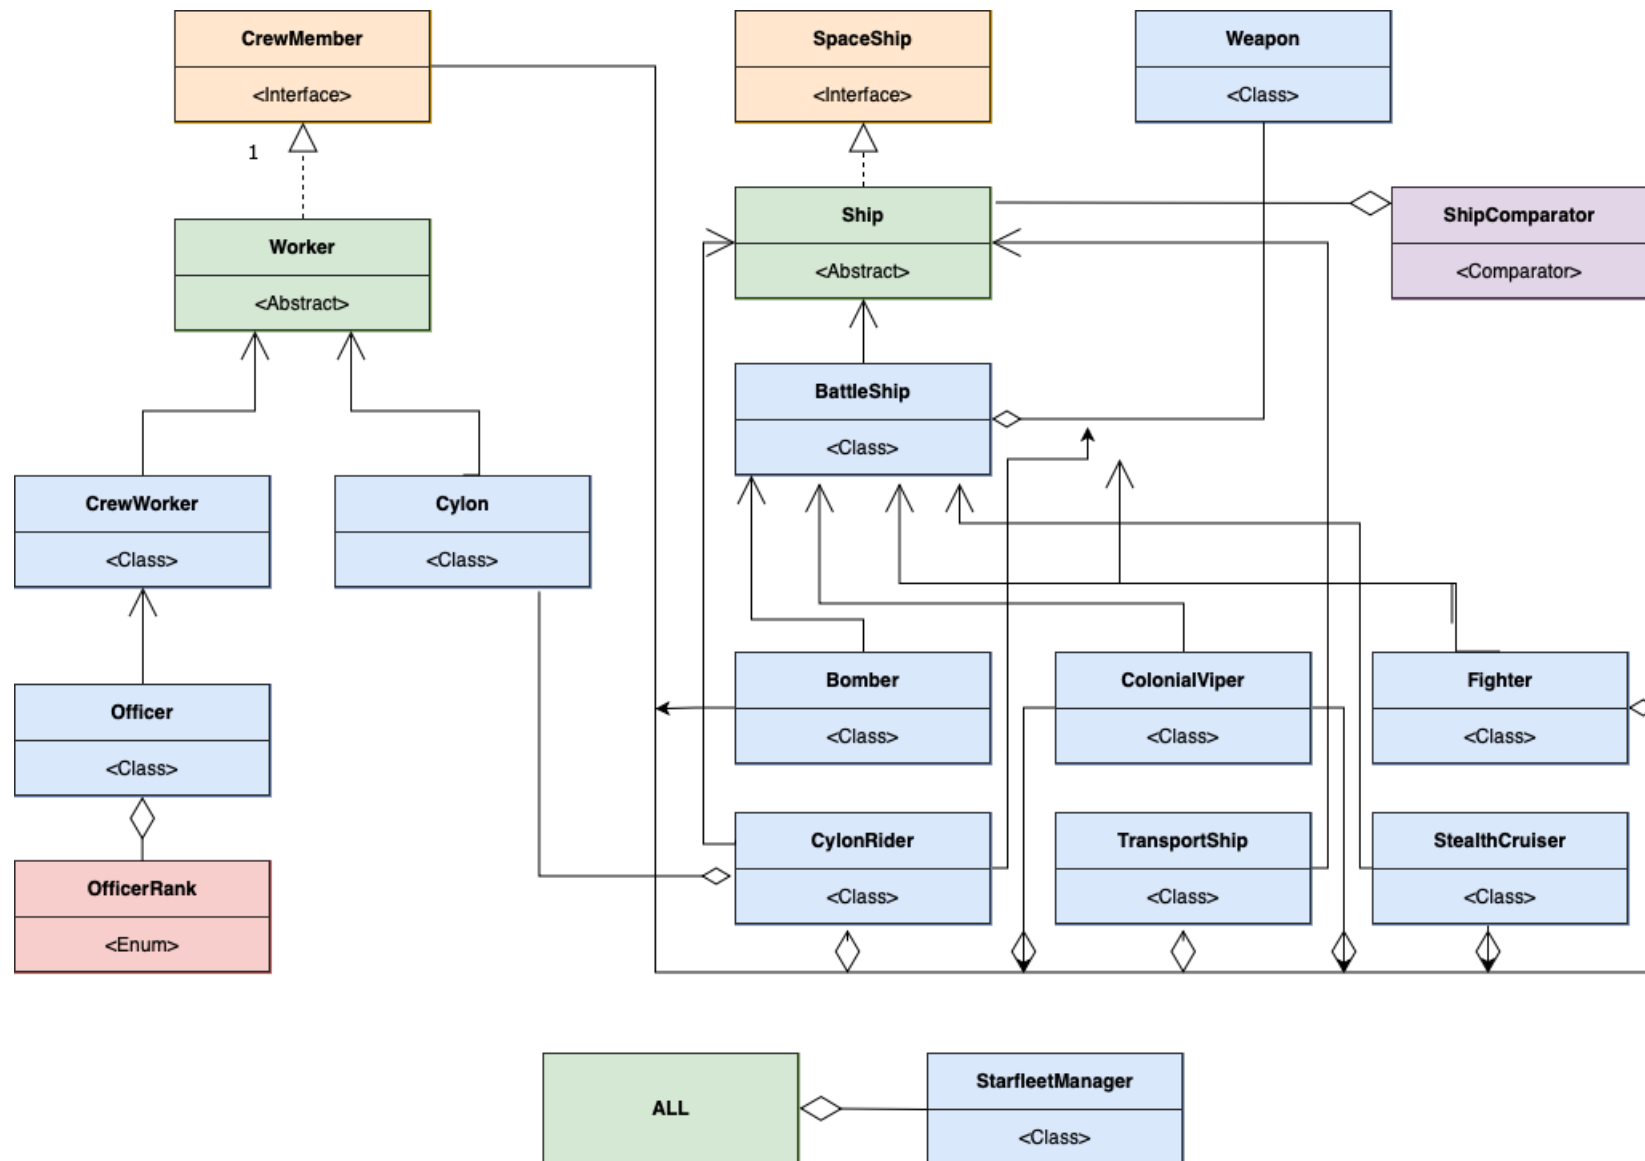 CrewMember
<Interface>
SpaceShip
<Interface>
Weapon
<Class>
1
Worker
<Abstract>
Ship
<Abstract>
ShipComparator
<Comparator>
BattleShip
<Class>
CrewWorker
<Class>
Cylon
<Class>
Officer
<Class>
Bomber
<Class>
ColonialViper
<Class>
Fighter
<Class>
OfficerRank
<Enum>
CylonRider
<Class>
TransportShip
<Class>
StealthCruiser
<Class>
ALL
StarfleetManager
<Class>